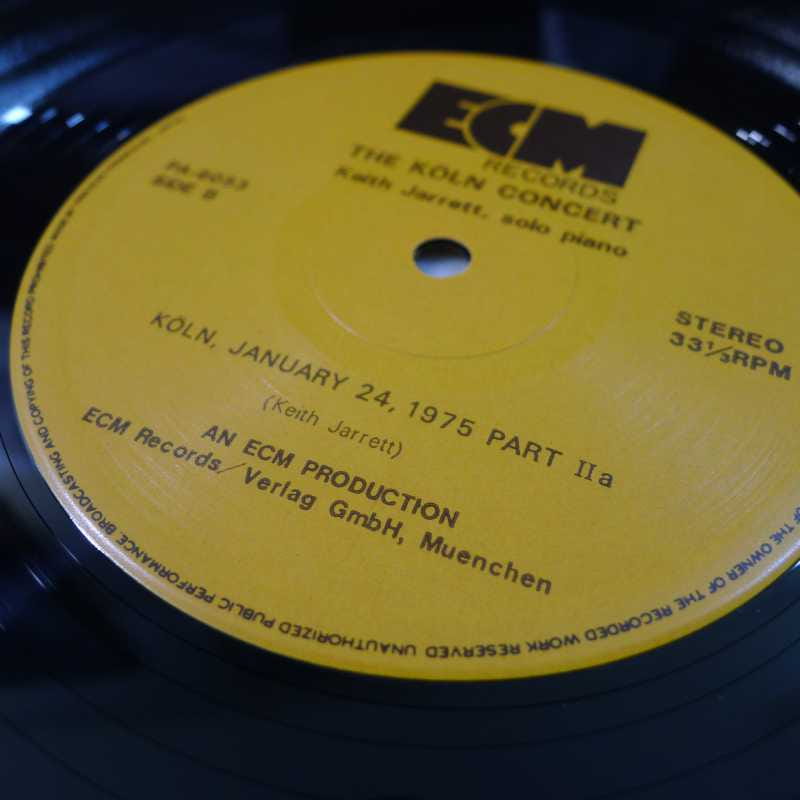 ECM
RECORDS
THE KÖLN CONCERT
Keith Jarrett, solo piano
PA-6053
SIDE B
STEREO
33⅓RPM
KÖLN, JANUARY 24, 1975 PART IIa
(Keith Jarrett)
AN ECM PRODUCTION
ECM Records/Verlag GmbH, Muenchen
OF THE OWNER OF THE RECORDED WORK RESERVED UNAUTHORIZED PUBLIC PERFORMANCE BROADCASTING AND COPYING OF THIS RECORD PROHIBITED